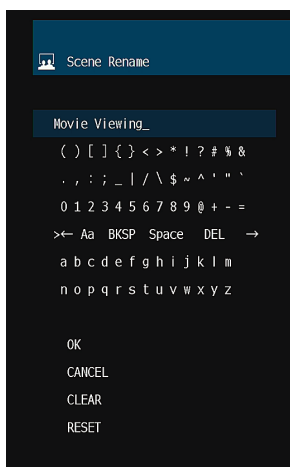 Scene Rename
Movie Viewing_
( ) [ ] { } < > * ! ? # % &
. , : ; _ | / \ $ ~ ^ ' " `
0 1 2 3 4 5 6 7 8 9 @ + - =
>← Aa BKSP Space DEL →
a b c d e f g h i j k l m
n o p q r s t u v w x y z
OK
CANCEL
CLEAR
RESET